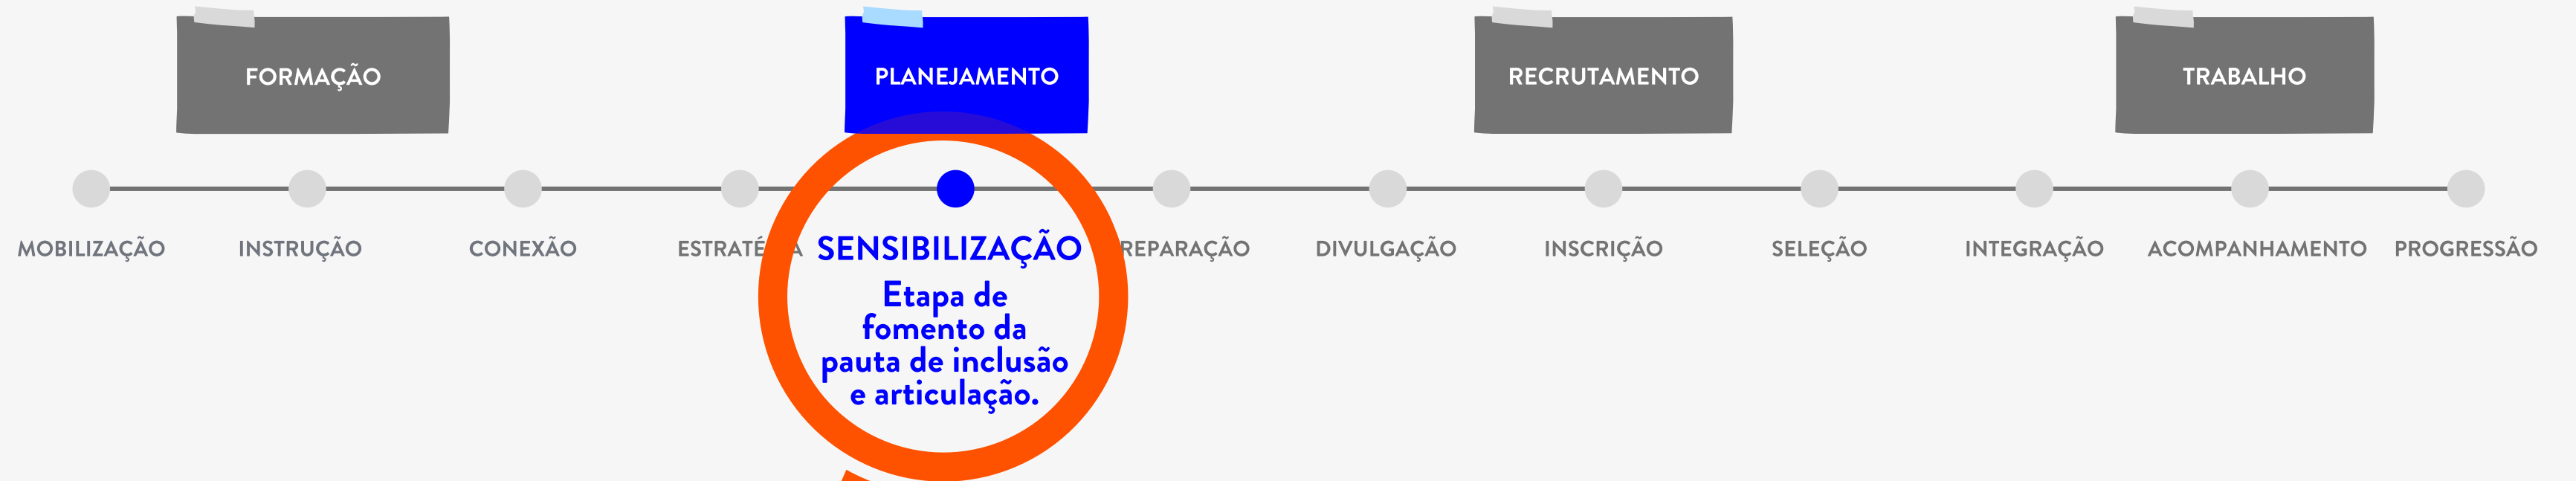 FORMAÇÃO
PLANEJAMENTO
RECRUTAMENTO
TRABALHO
MOBILIZAÇÃO
INSTRUÇÃO
CONEXÃO
SENSIBILIZAÇÃO
DIVULGAÇÃO
INSCRIÇÃO
SELEÇÃO
INTEGRAÇÃO
ACOMPANHAMENTO
PROGRESSÃO
Etapa de
fomento da
pauta de inclusão
e articulação.